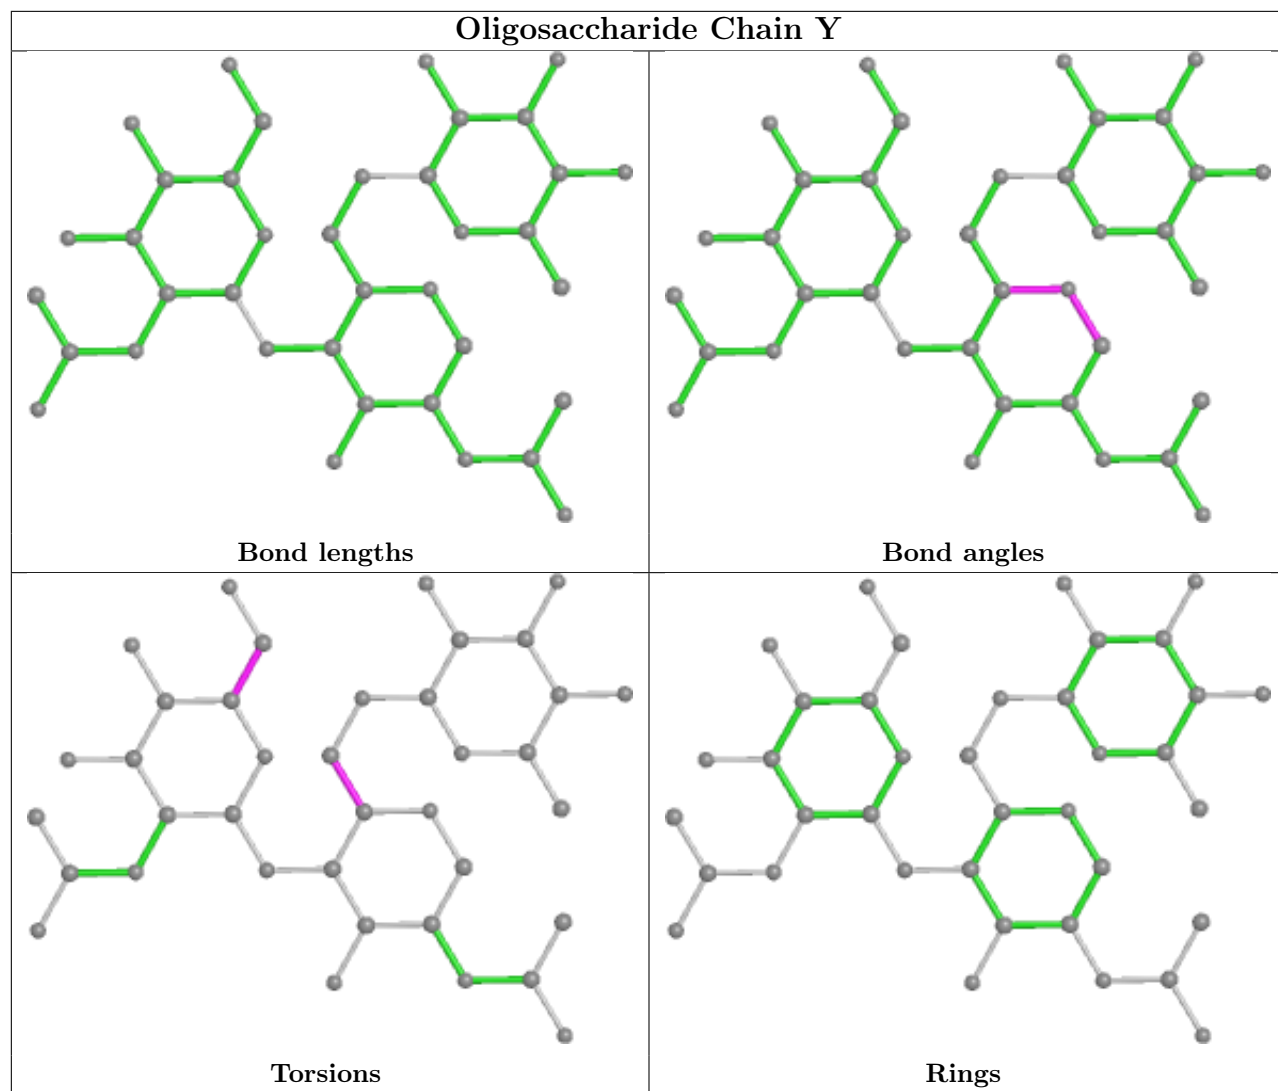 Oligosaccharide Chain Y
Bond lengths
Bond angles
Torsions
Rings